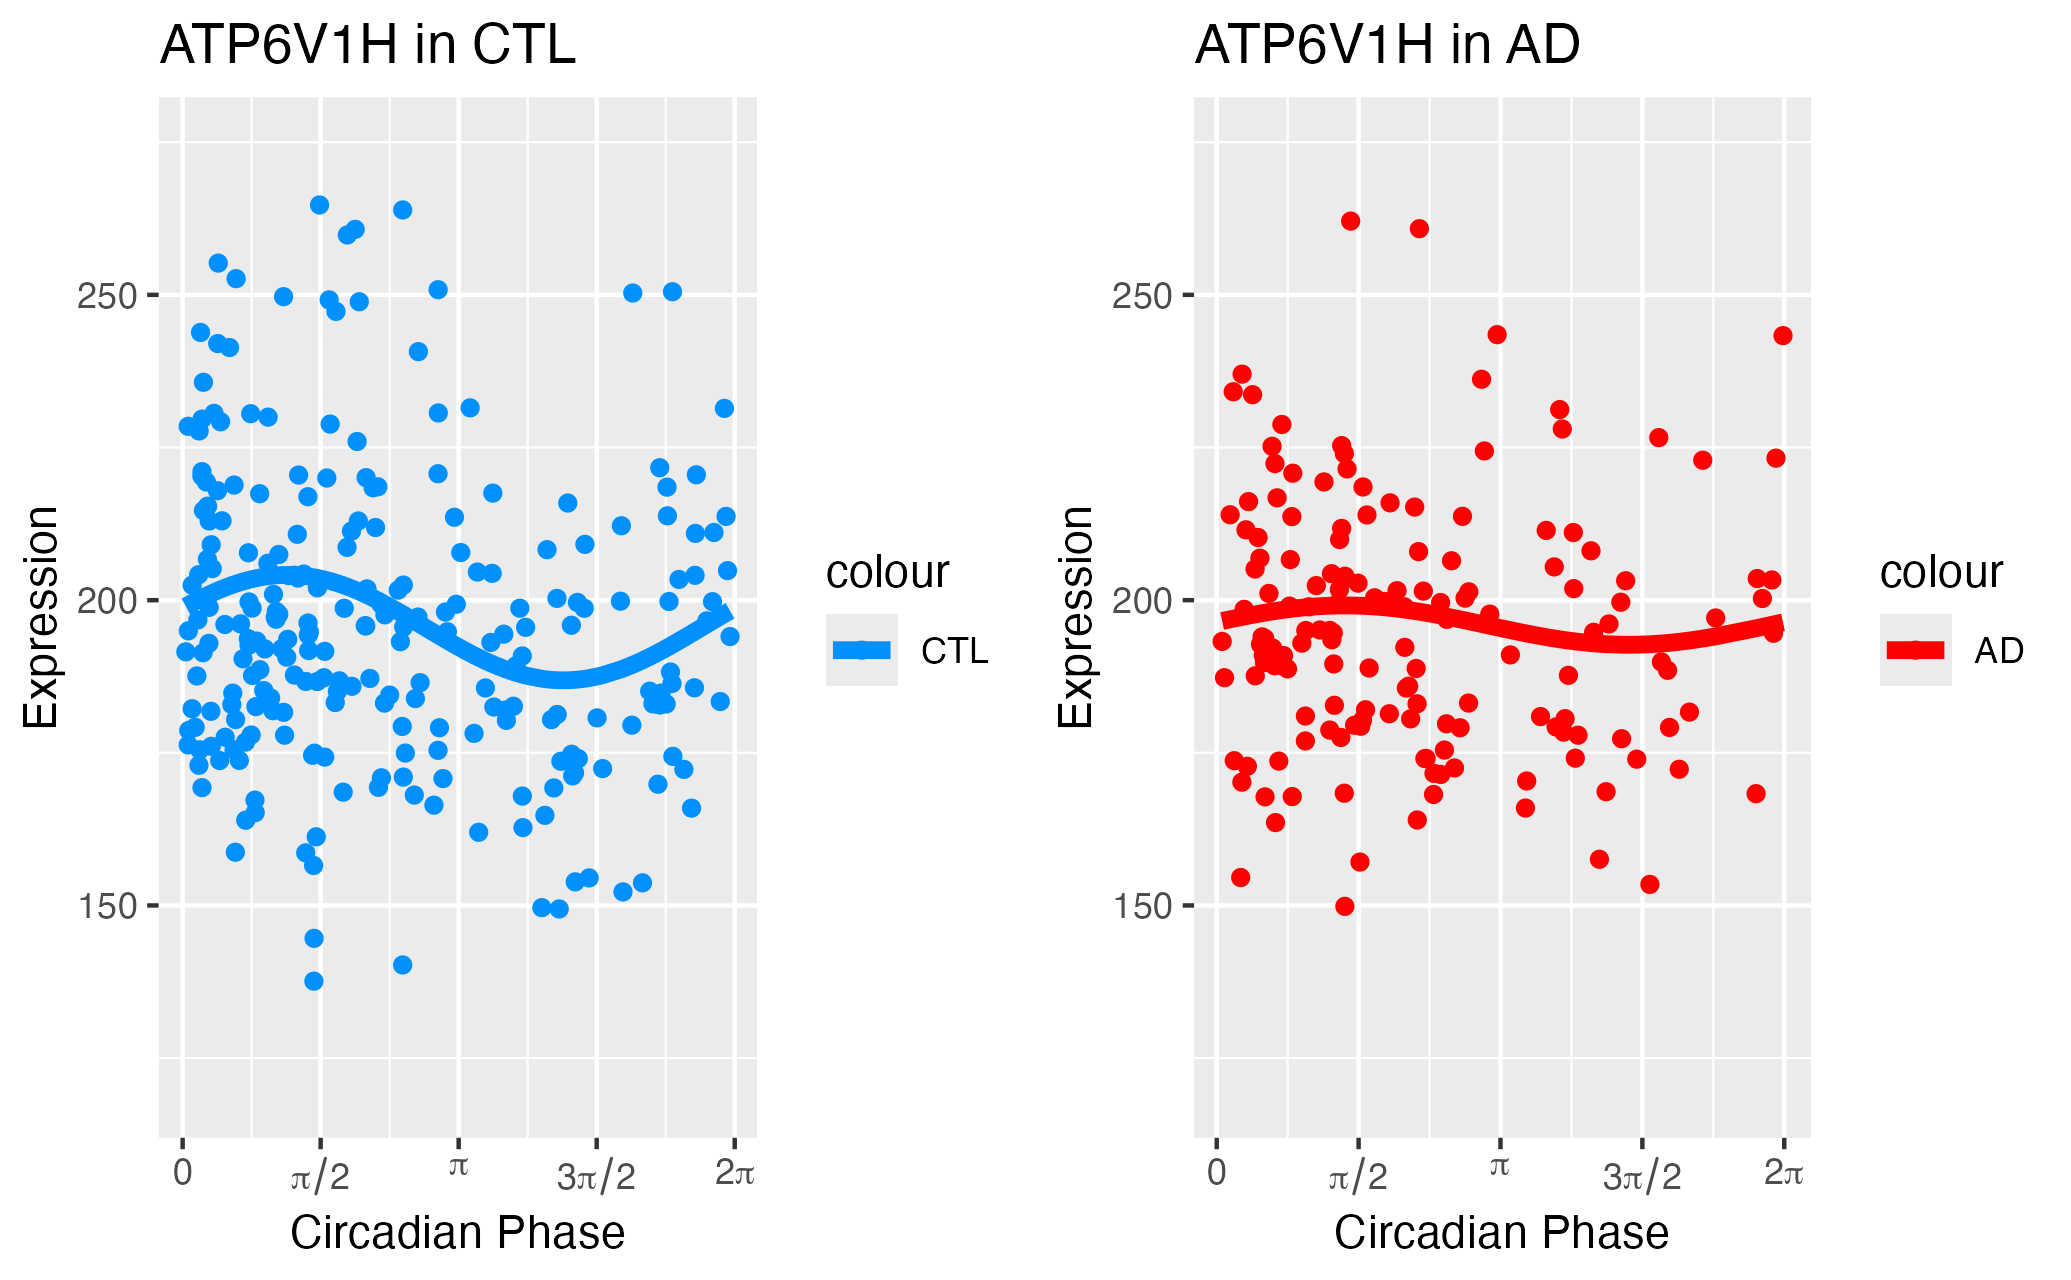 ATP6V1H in CTL
250
200
150
Expression
0 π/2 π 3π/2 2π
Circadian Phase
colour
CTL
ATP6V1H in AD
250
200
150
Expression
0 π/2 π 3π/2 2π
Circadian Phase
colour
AD